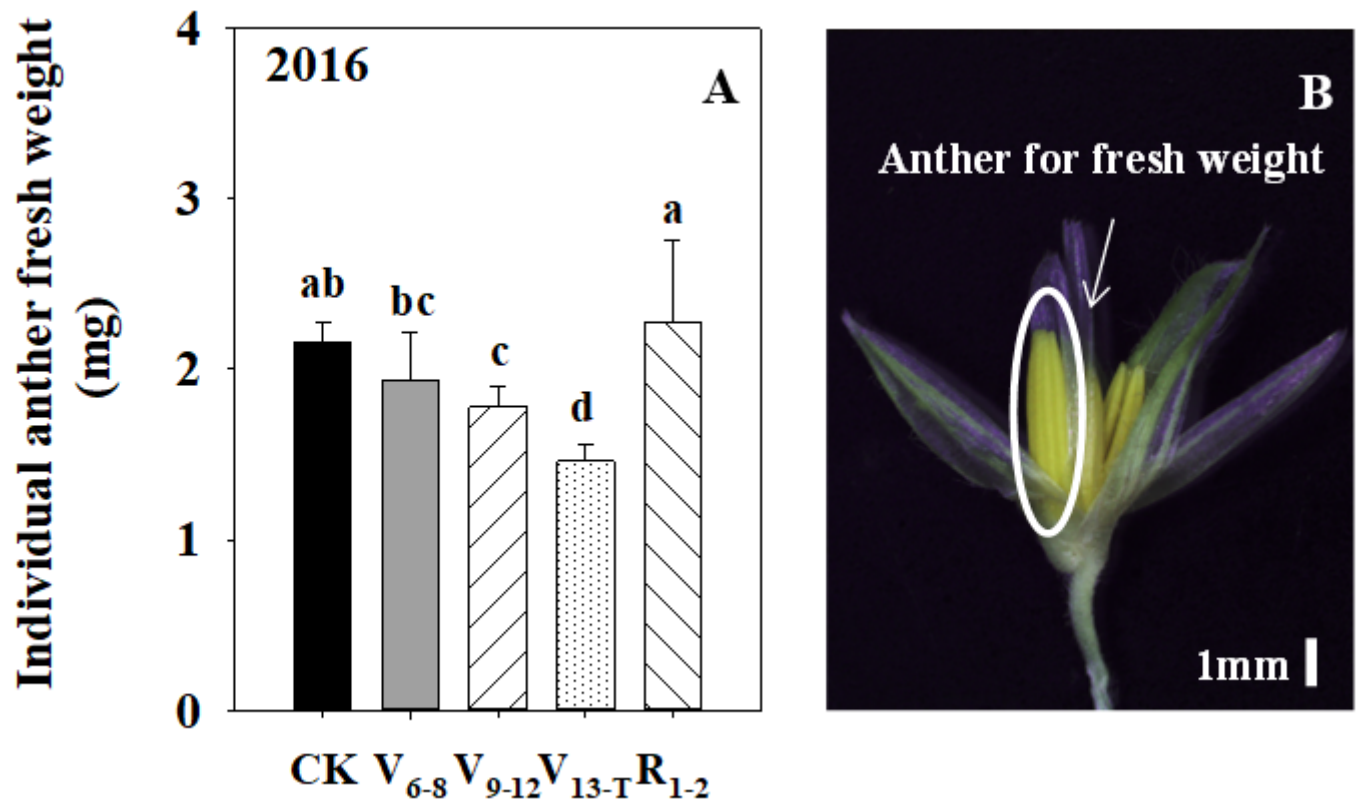 Individual anther fresh weight
(mg)
4
3
2
1
0
2016
A
ab
bc
c
d
a
CK V6-8 V9-12 V13-T R1-2
B
Anther for fresh weight
1mm